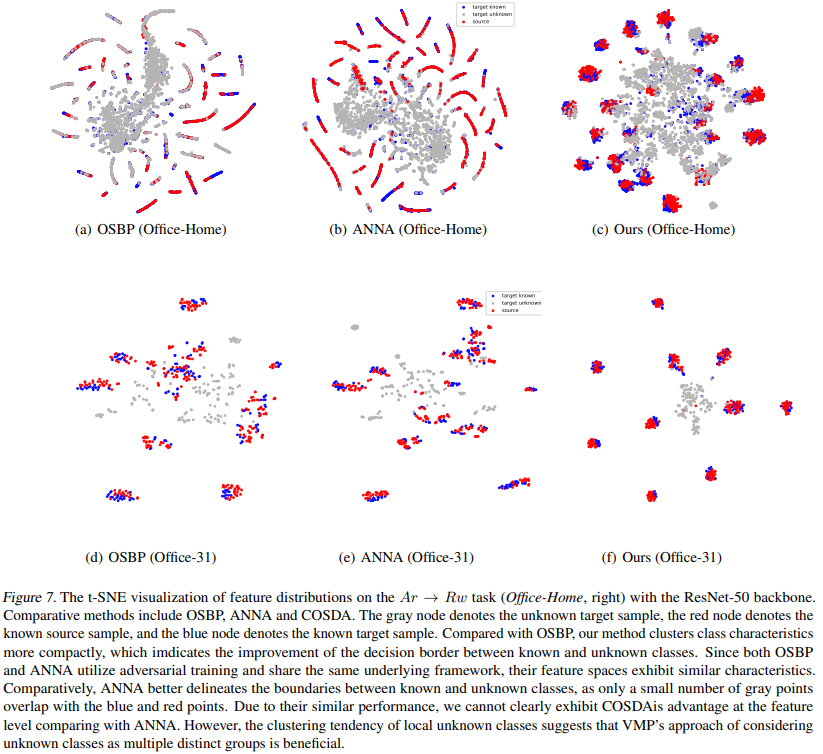 target known
target unknown
source
(a) OSBP (Office-Home)
(b) ANNA (Office-Home)
(c) Ours (Office-Home)
target known
target unknown
source
(d) OSBP (Office-31)
(e) ANNA (Office-31)
(f) Ours (Office-31)
Figure 7. The t-SNE visualization of feature distributions on the Ar → Rw task (Office-Home, right) with the ResNet-50 backbone.
Comparative methods include OSBP, ANNA and COSDA. The gray node denotes the unknown target sample, the red node denotes the
known source sample, and the blue node denotes the known target sample. Compared with OSBP, our method clusters class characteristics
more compactly, which imdicates the improvement of the decision border between known and unknown classes. Since both OSBP
and ANNA utilize adversarial training and share the same underlying framework, their feature spaces exhibit similar characteristics.
Comparatively, ANNA better delineates the boundaries between known and unknown classes, as only a small number of gray points
overlap with the blue and red points. Due to their similar performance, we cannot clearly exhibit COSDAis advantage at the feature
level comparing with ANNA. However, the clustering tendency of local unknown classes suggests that VMP's approach of considering
unknown classes as multiple distinct groups is beneficial.